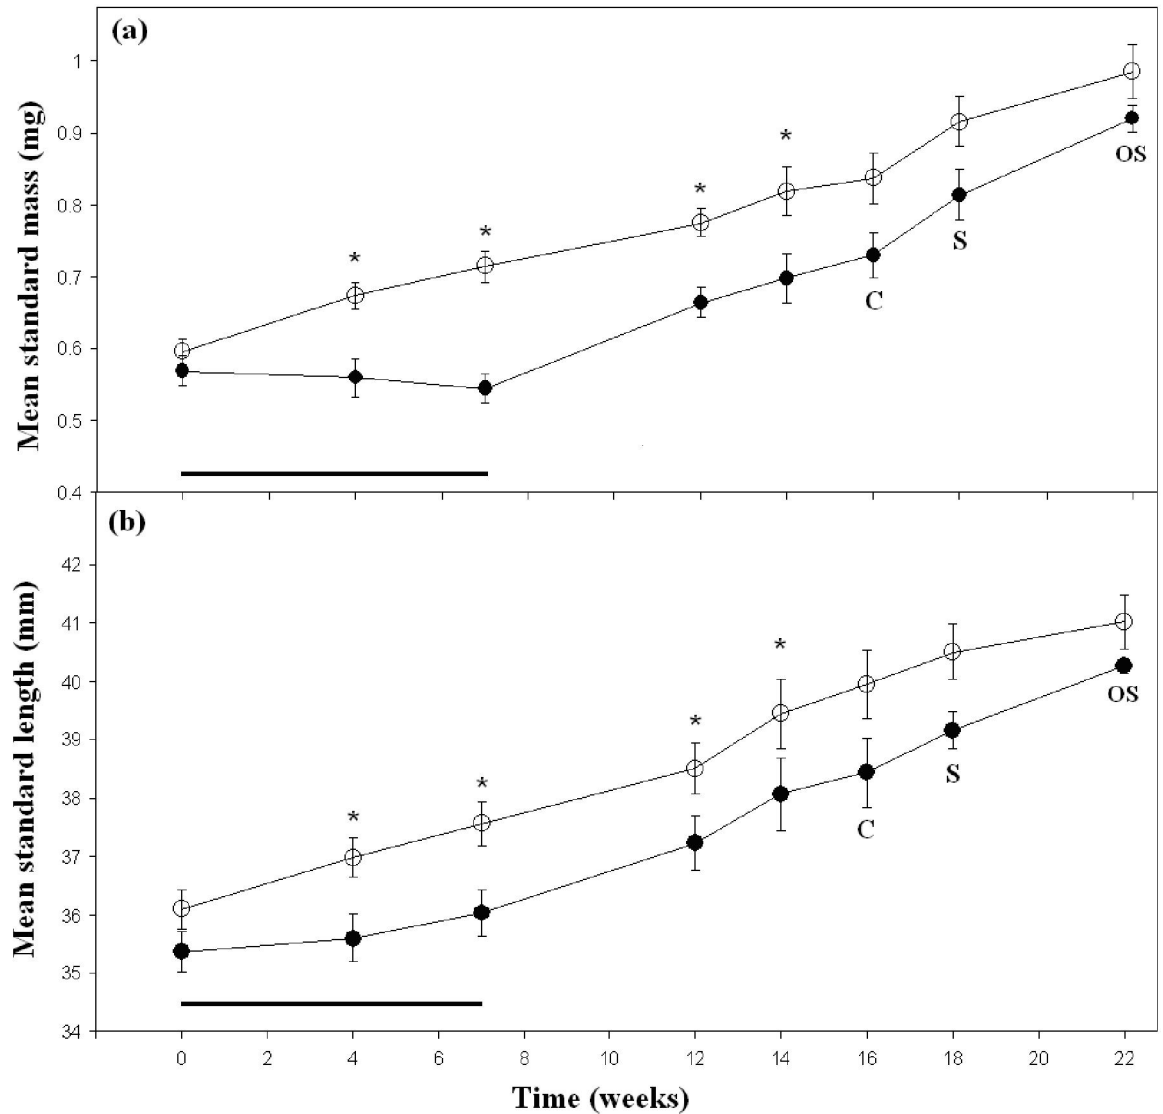 (a)
Mean standard mass (mg)
1
0.9
0.8
0.7
0.6
0.5
0.4
*
*
*
*
C
S
OS
(b)
Mean standard length (mm)
42
41
40
39
38
37
36
35
34
*
*
*
*
C
S
OS
0 2 4 6 8 10 12 14 16 18 20 22
Time (weeks)